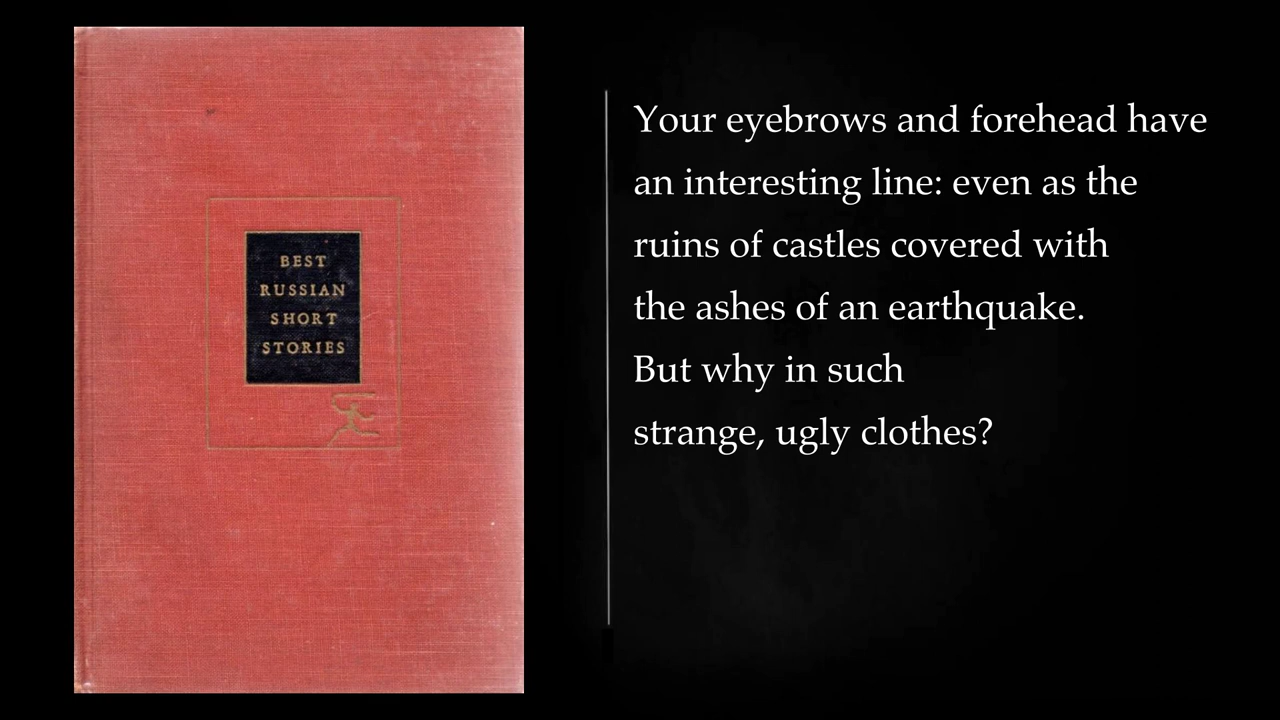 BEST
RUSSIAN
SHORT
STORIES
Your eyebrows and forehead have
an interesting line: even as the
ruins of castles covered with
the ashes of an earthquake.
But why in such
strange, ugly clothes?